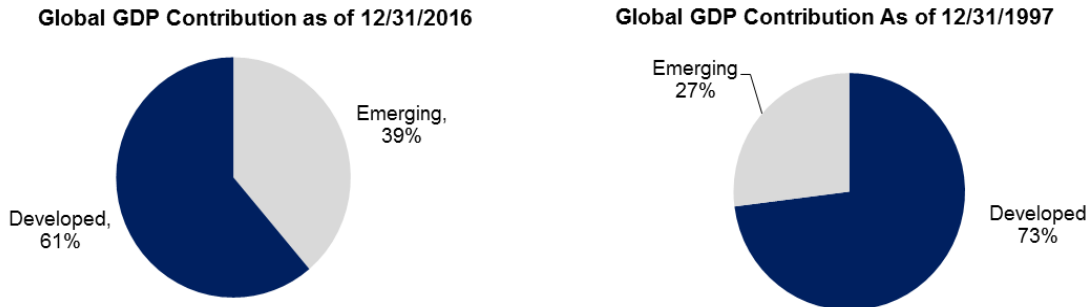 Global GDP Contribution as of 12/31/2016
Emerging,
39%
Developed,
61%
Global GDP Contribution As of 12/31/1997
Emerging
27%
Developed
73%